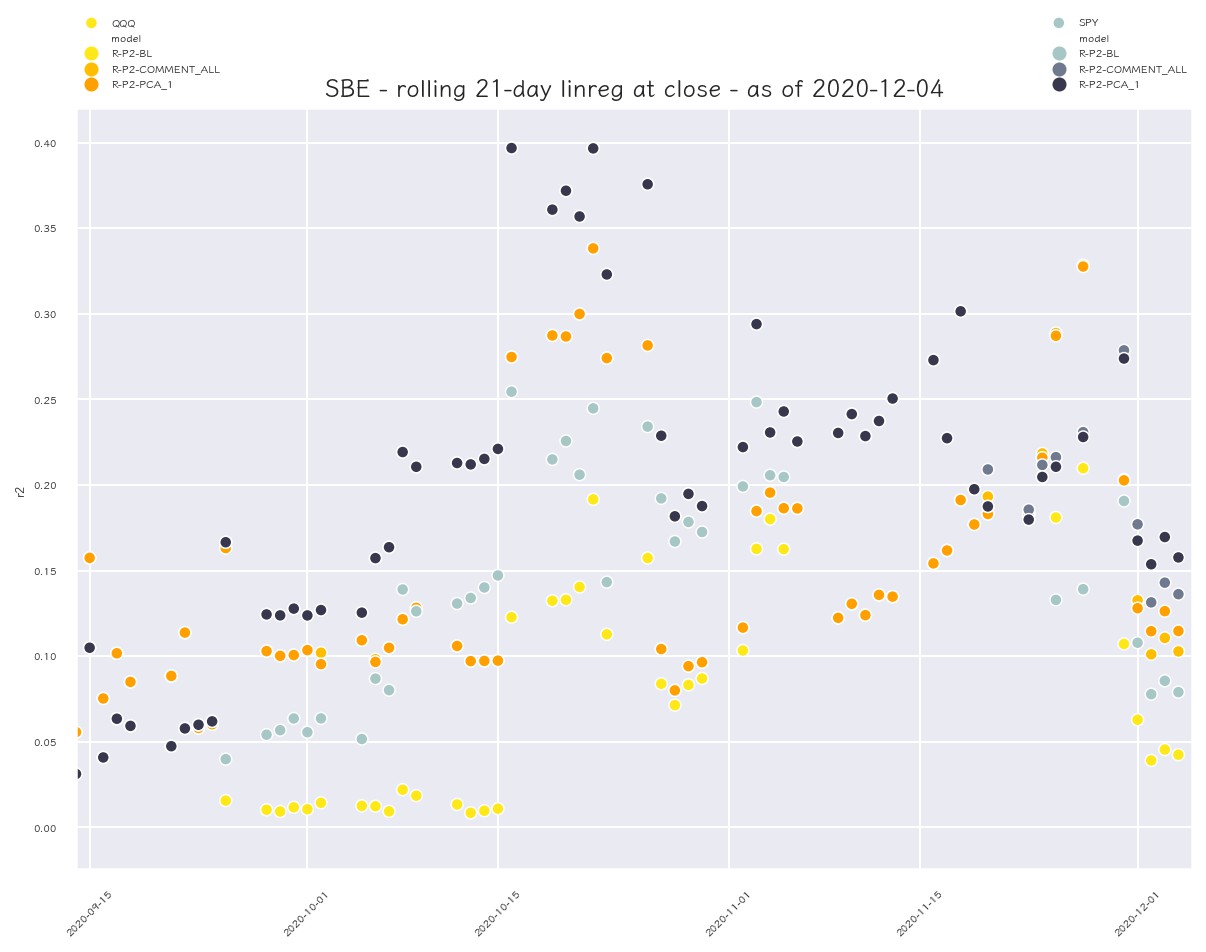 QQQ
model
R-P2-BL
R-P2-COMMENT_ALL
R-P2-PCA_1
SPY
model
R-P2-BL
R-P2-COMMENT_ALL
R-P2-PCA_1
SBE - rolling 21-day linreg at close - as of 2020-12-04
0.40
0.35
0.30
0.25
0.20
0.15
0.10
0.05
0.00
r2
2020-09-15
2020-10-01
2020-10-15
2020-11-01
2020-11-15
2020-12-01